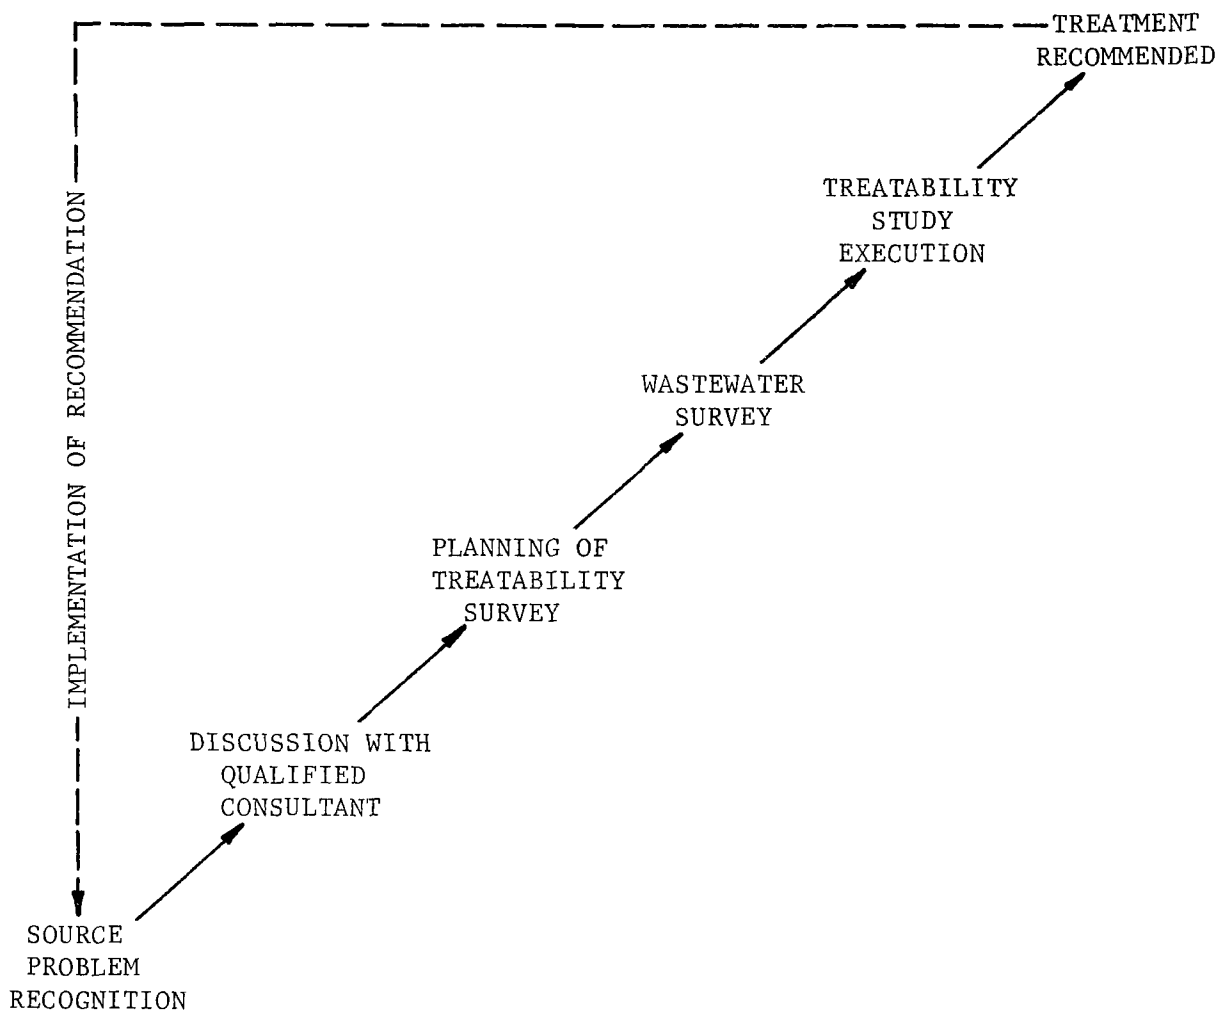 TREATMENT
RECOMMENDED
TREATABILITY
STUDY
EXECUTION
WASTEWATER
SURVEY
PLANNING OF
TREATABILITY
SURVEY
DISCUSSION WITH
QUALIFIED
CONSULTANT
SOURCE
PROBLEM
RECOGNITION
IMPLEMENTATION OF RECOMMENDATION